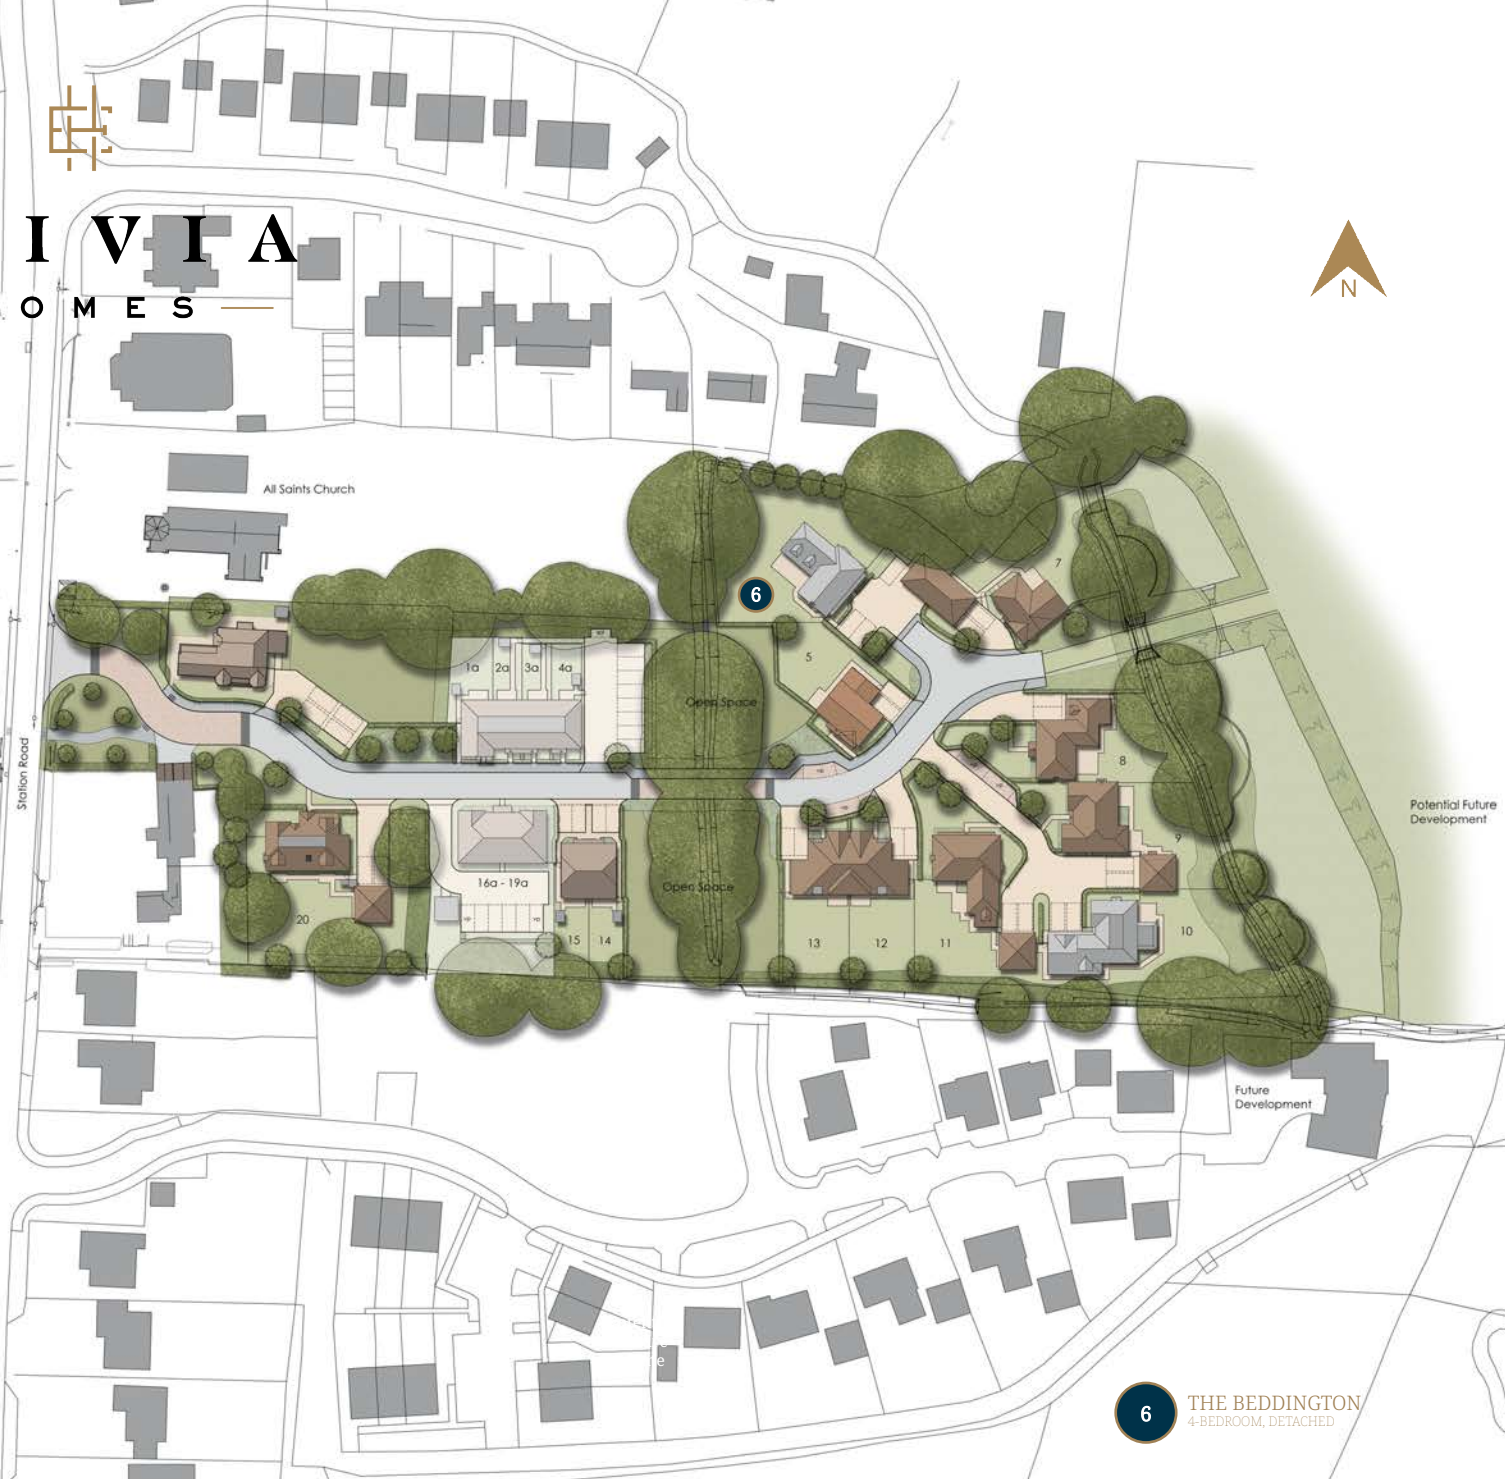 IVIA
OMES
N
All Saints Church
7
6
1a 2a 3a 4a
5
Open Space
Station Road
8
Potential Future
Development
9
16a - 19a
Open Space
20
15 14
13 12 11 10
Future
Development
6
THE BEDDINGTON
4-BEDROOM, DETACHED